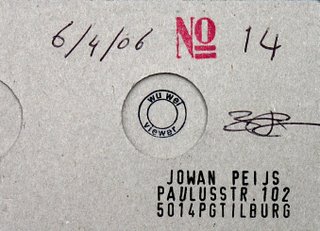 6/4/06 No 14
wu wei
viewer
JOWAN PEIJS
PAULUSSTR.102
5014PGTILBURG